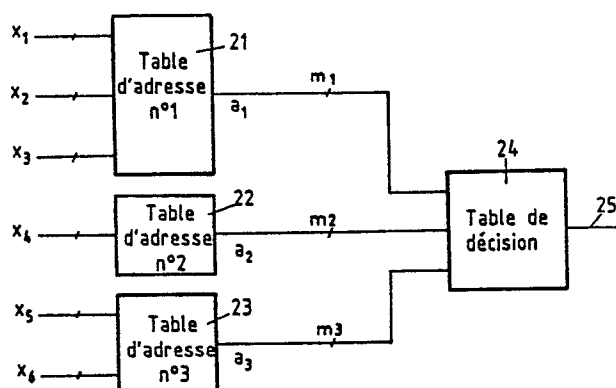 x1
x2
x3
21
Table
d'adresse
n°1
a1
m1
x4
22
Table
d'adresse
n°2
a2
m2
x5
x6
23
Table
d'adresse
n°3
a3
m3
24
Table de
décision
25